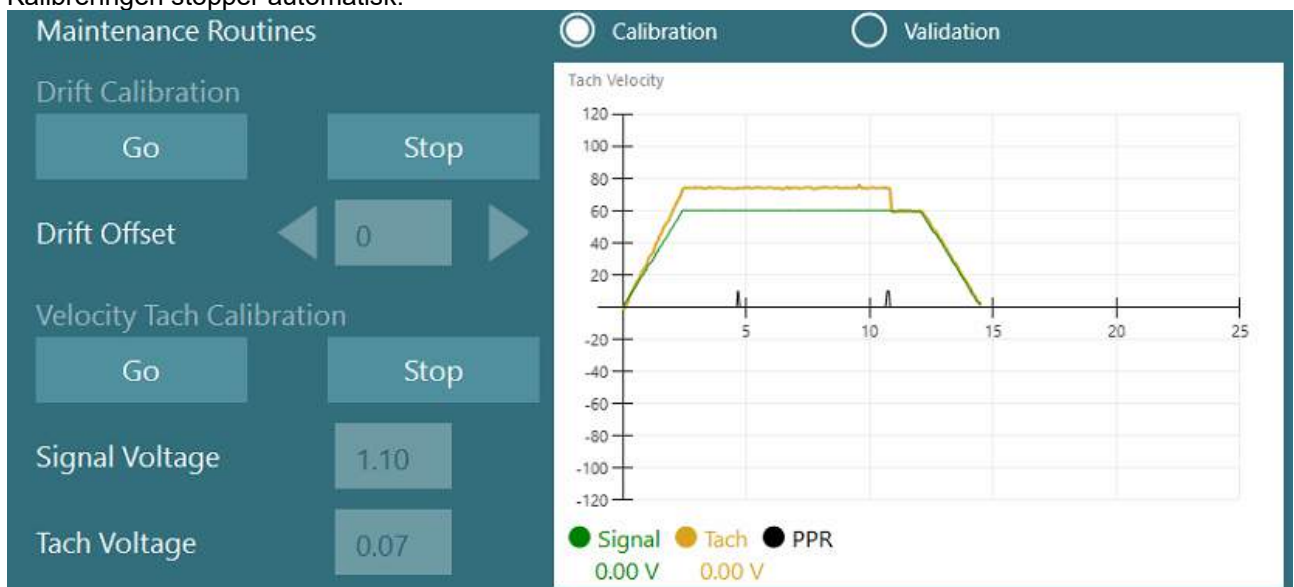 Kalibreringen stopper automatisk.
Maintenance Routines
Calibration
Validation
Drift Calibration
Go
Stop
Drift Offset
0
Velocity Tach Calibration
Go
Stop
Signal Voltage
1.10
Tach Voltage
0.07
Tach Velocity
120
100
80
60
40
20
-20
-40
-60
-80
-100
-120
5
10
15
20
25
Signal
Tach
PPR
0.00 V
0.00 V